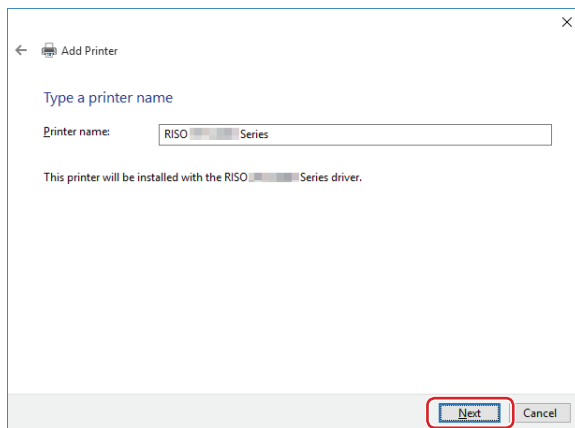 Add Printer
Type a printer name
Printer name: RISO Series
This printer will be installed with the RISO Series driver.
Next Cancel